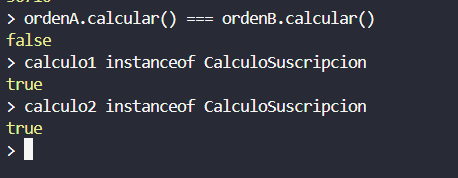 > ordenA.calcular() === ordenB.calcular()
false
> calculo1 instanceof CalculoSuscripcion
true
> calculo2 instanceof CalculoSuscripcion
true
>